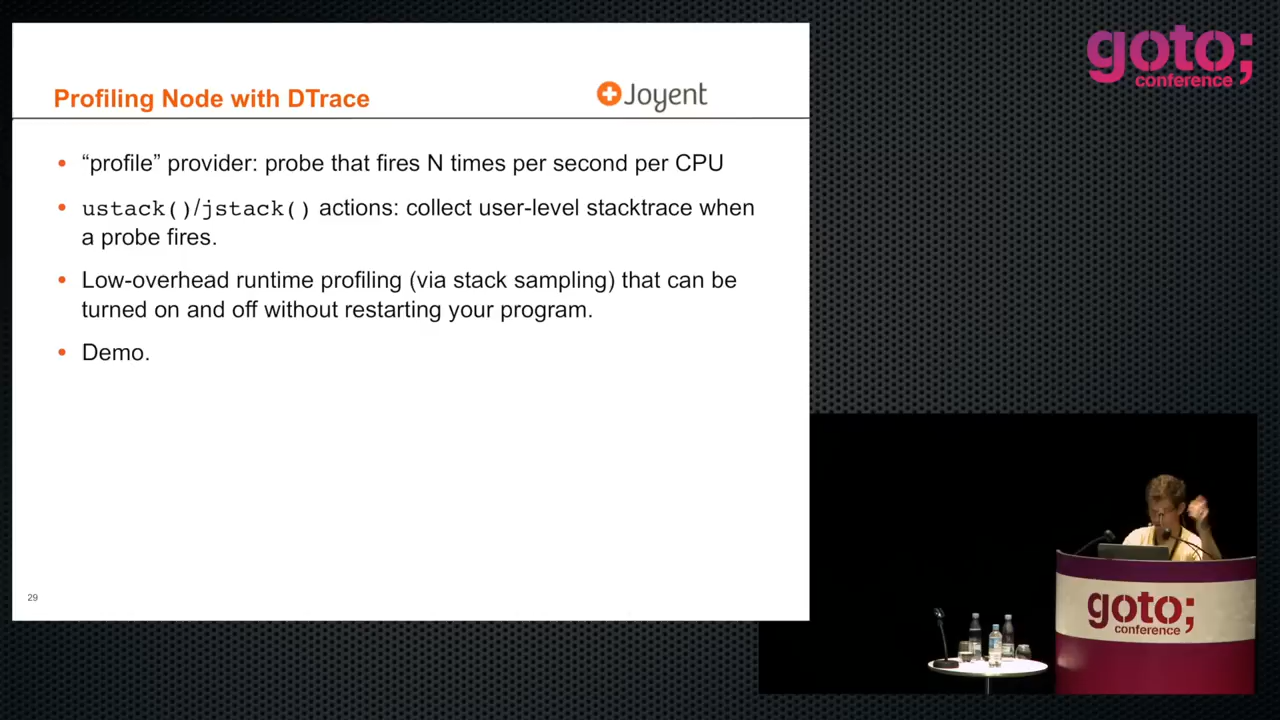 Profiling Node with DTrace
Joyent
goto;
conference
• “profile” provider: probe that fires N times per second per CPU
• ustack()/jstack() actions: collect user-level stacktrace when
a probe fires.
• Low-overhead runtime profiling (via stack sampling) that can be
turned on and off without restarting your program.
• Demo.
29
goto;
conference